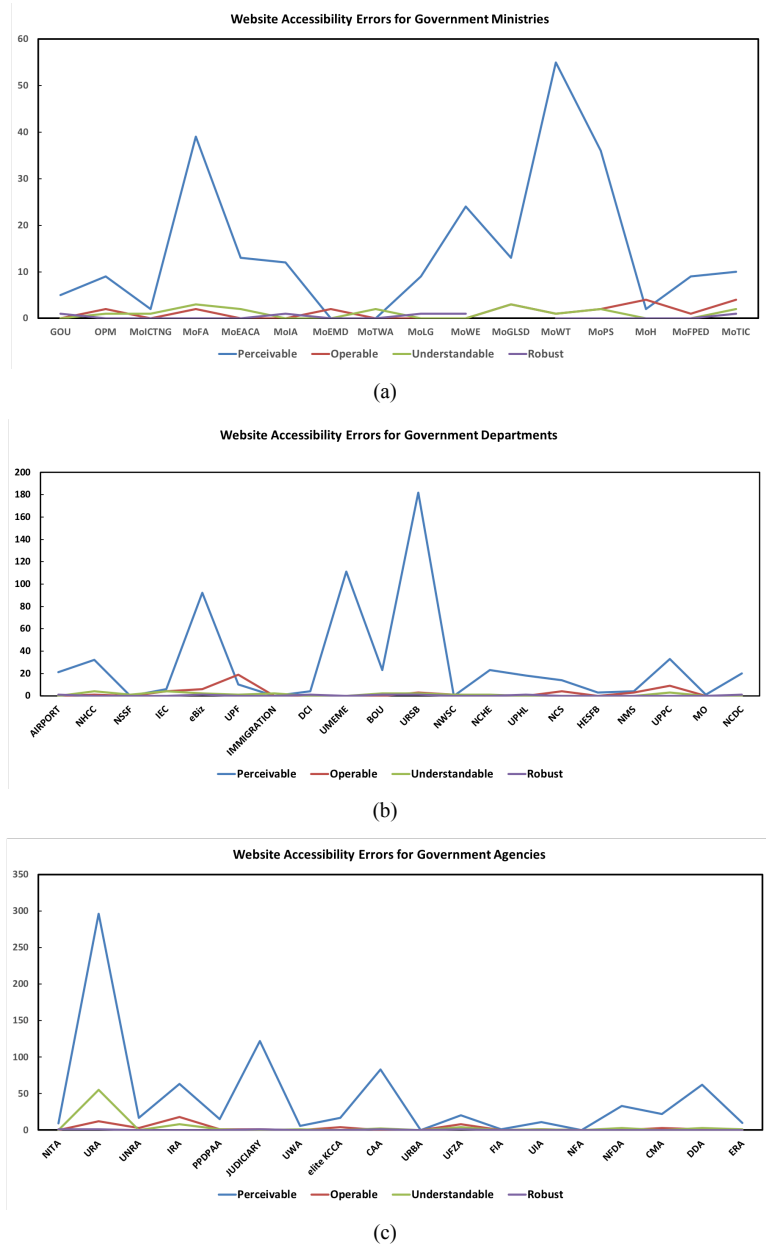 Website Accessibility Errors for Government Ministries
60
50
40
30
20
10
0
GOU OPM MoICTNG MoFA MoEACA MoIA MoEMD MoTWA MoLG MoWE MoGLSD MoWT MoPS MoH MoFPED MoTIC
Perceivable Operable Understandable Robust
(a)
Website Accessibility Errors for Government Departments
200
180
160
140
120
100
80
60
40
20
0
AIRPORT NHCC NSSF IEC eBiz UPF IMMIGRATION DCI UMEME BOU URSB NWSC NCHE UPHL NCS HESFB NMS UPPC MO NCDC
Perceivable Operable Understandable Robust
(b)
Website Accessibility Errors for Government Agencies
350
300
250
200
150
100
50
0
NITA URA UNRA IRA PPDPAA JUDICIARY UWA elite KCCA CAA URBA UFZA FIA UIA NFA NFDA CMA DDA ERA
Perceivable Operable Understandable Robust
(c)